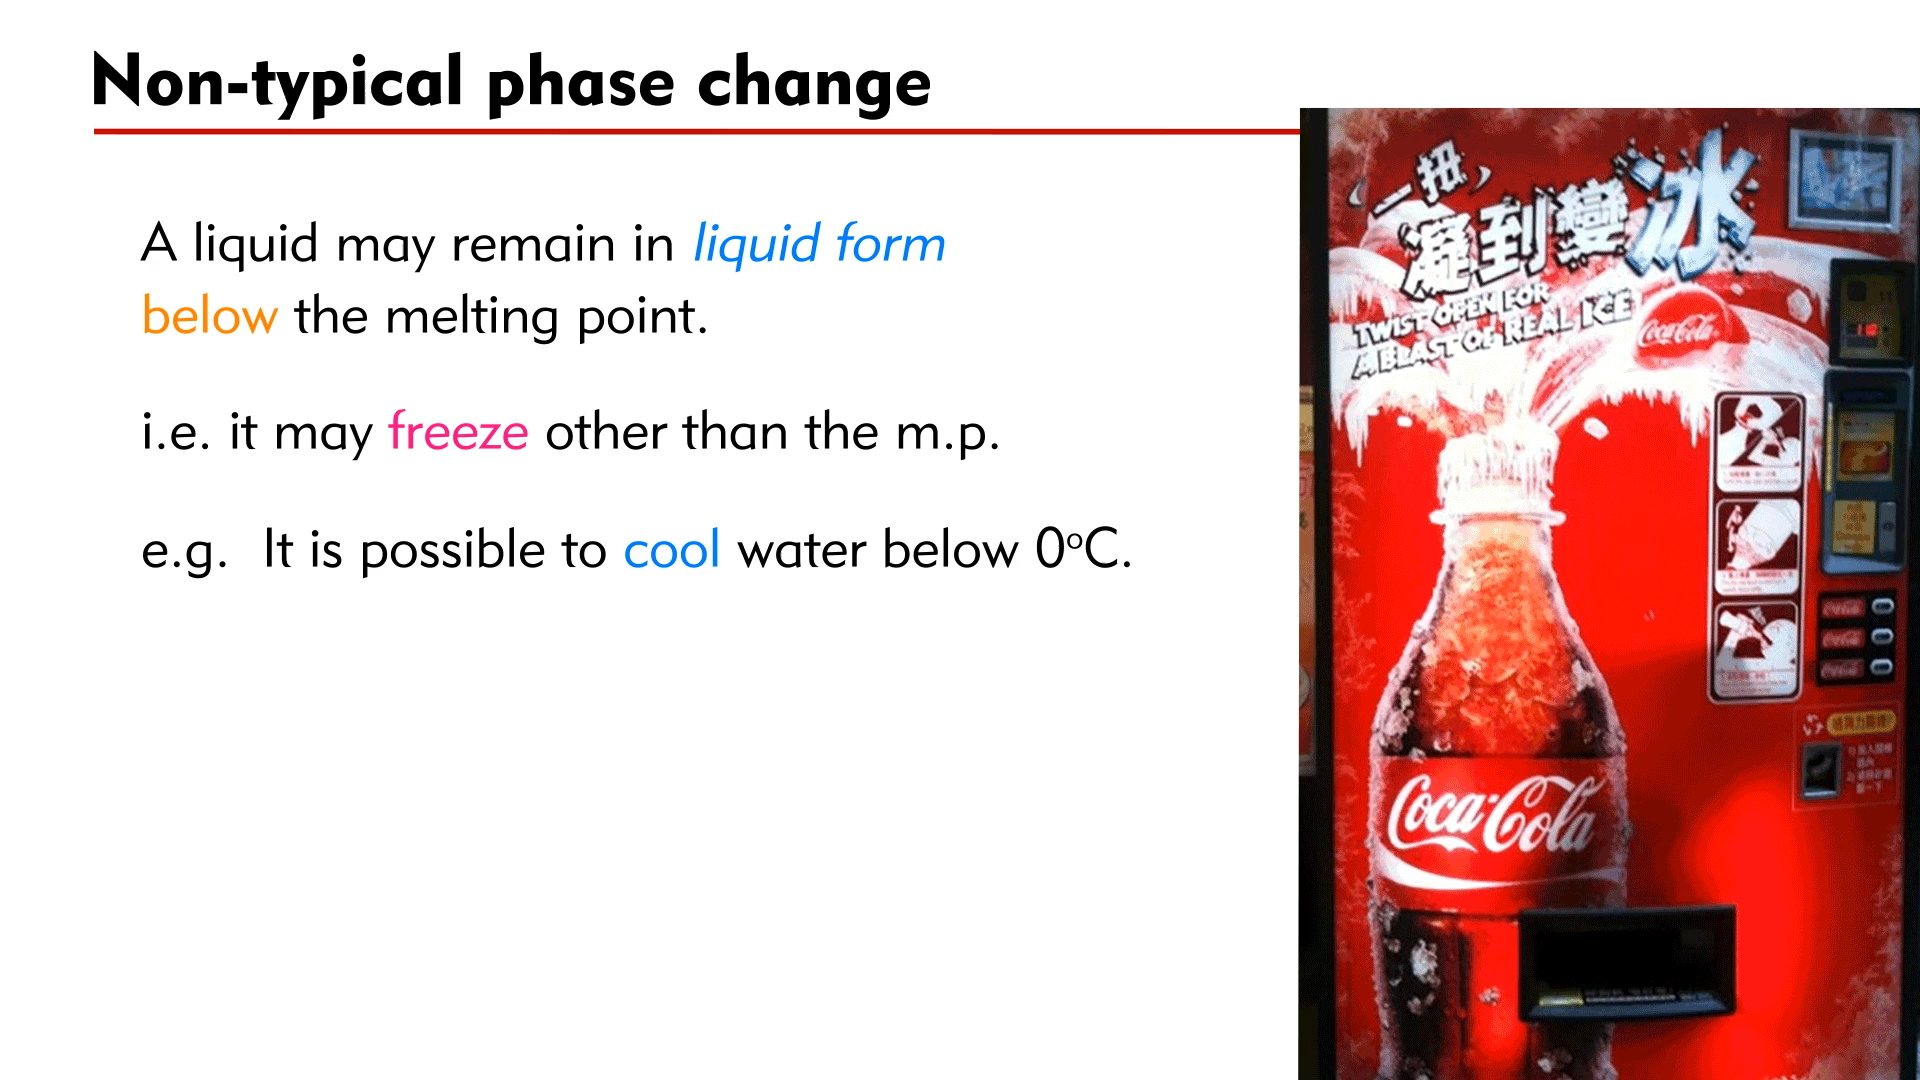 Non-typical phase change
A liquid may remain in liquid form
below the melting point.
i.e. it may freeze other than the m.p.
e.g. It is possible to cool water below 0°C.
一扭
凝到變冰
TWIST OPEN FOR
A BLAST OF REAL ICE
Coca-Cola
Coca-Cola